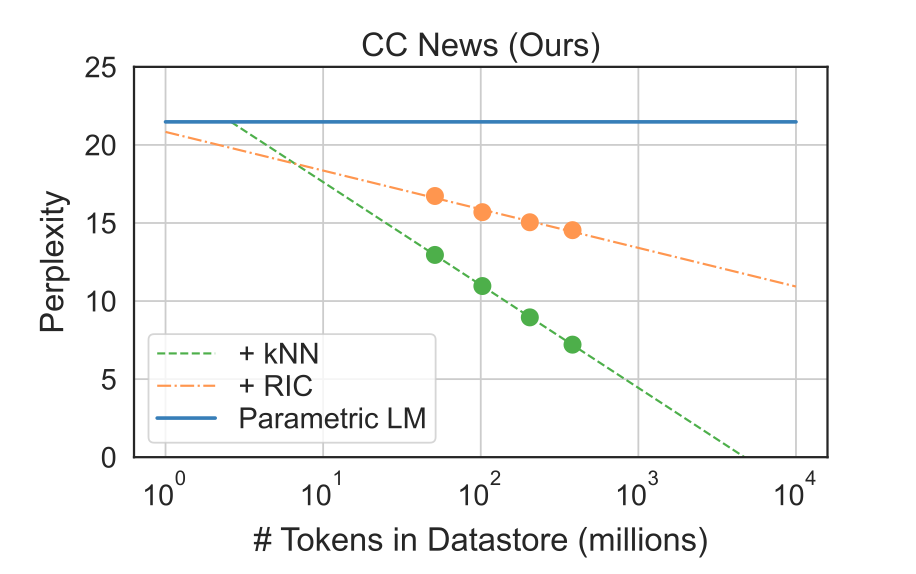 CC News (Ours)
25
20
15
10
5
0
Perplexity
+ kNN
+ RIC
Parametric LM
10^0 10^1 10^2 10^3 10^4
# Tokens in Datastore (millions)